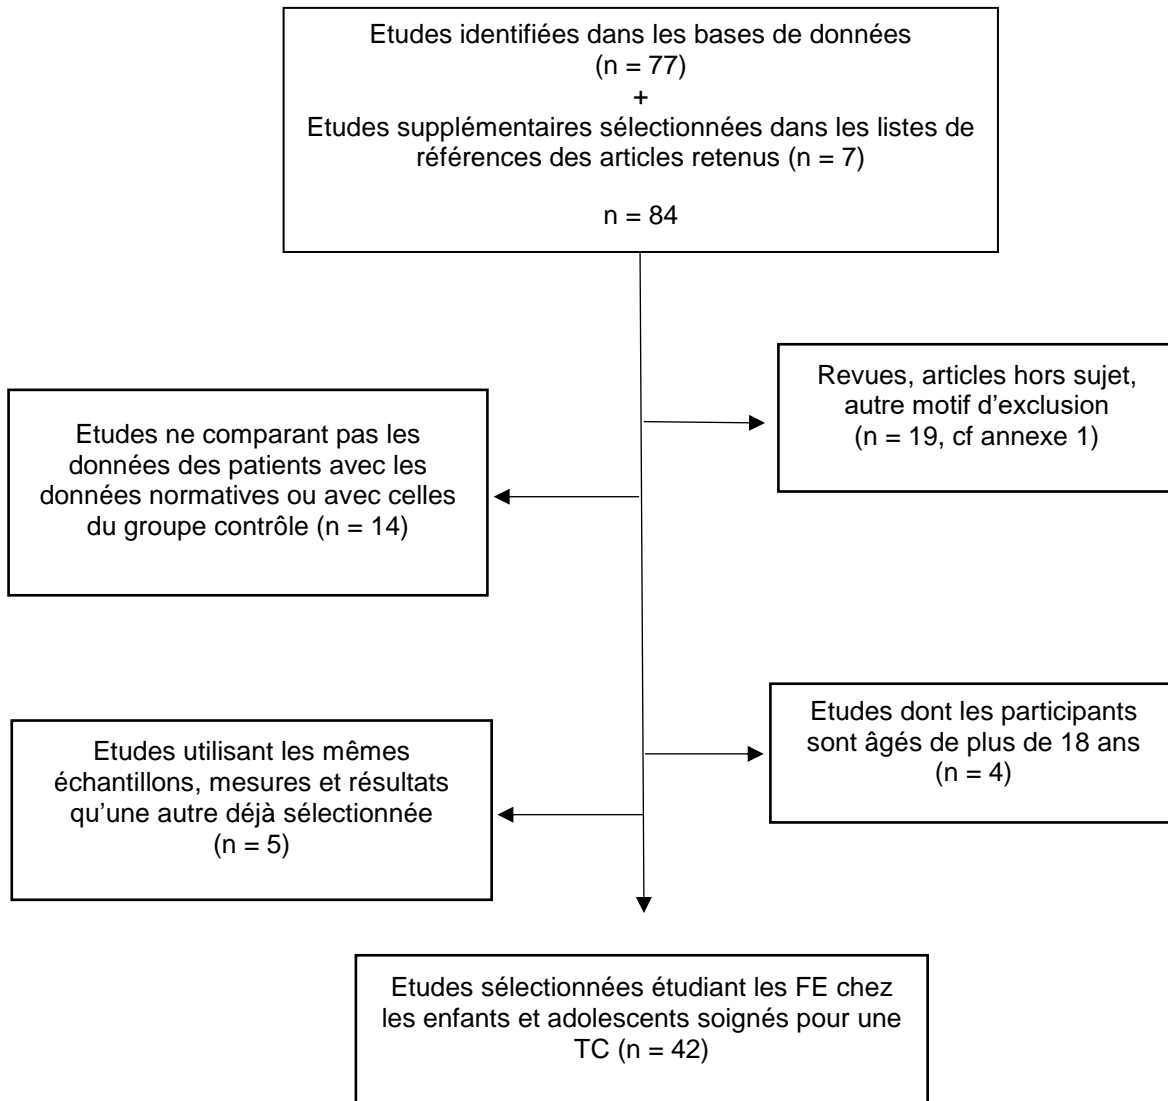 Etudes identifiées dans les bases de données
(n = 77)
+
Etudes supplémentaires sélectionnées dans les listes de
références des articles retenus (n = 7)
n = 84
Revues, articles hors sujet,
autre motif d’exclusion
(n = 19, cf annexe 1)
Etudes ne comparant pas les
données des patients avec les
données normatives ou avec celles
du groupe contrôle (n = 14)
Etudes dont les participants
sont âgés de plus de 18 ans
(n = 4)
Etudes utilisant les mêmes
échantillons, mesures et résultats
qu’une autre déjà sélectionnée
(n = 5)
Etudes sélectionnées étudiant les FE chez
les enfants et adolescents soignés pour une
TC (n = 42)